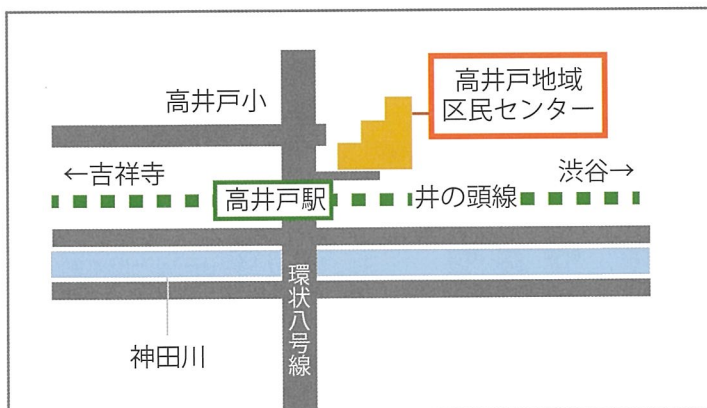 高井戸地域
区民センター
高井戸小
←吉祥寺
渋谷→
高井戸駅
井の頭線
環状八号線
神田川